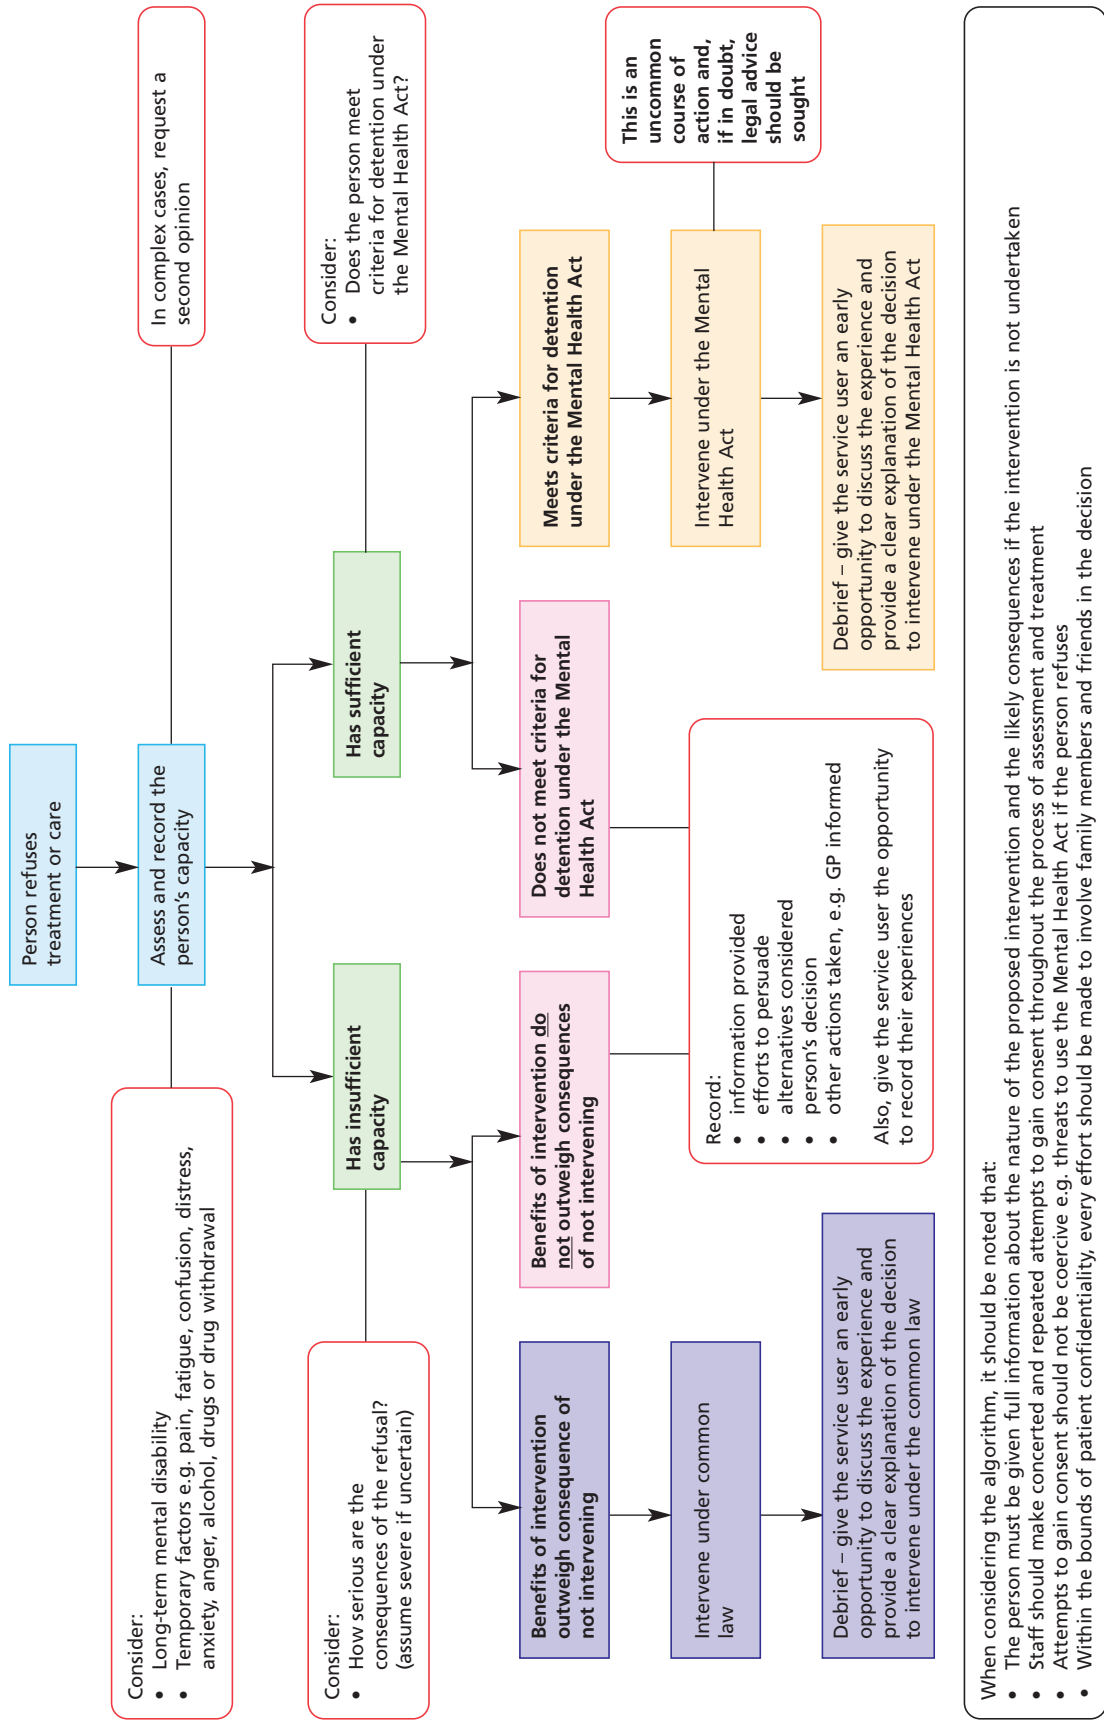 Person refuses
treatment or care
Assess and record the
person's capacity
In complex cases, request a
second opinion
Consider:
• Long-term mental disability
• Temporary factors e.g. pain, fatigue, confusion, distress,
anxiety, anger, alcohol, drugs or drug withdrawal
Has insufficient
capacity
Has sufficient
capacity
Consider:
• How serious are the
consequences of the refusal?
(assume severe if uncertain)
Consider:
• Does the person meet
criteria for detention under
the Mental Health Act?
Benefits of intervention
outweigh consequence of
not intervening
Benefits of intervention do
not outweigh consequences
of not intervening
Does not meet criteria for
detention under the Mental
Health Act
Meets criteria for detention
under the Mental Health Act
Intervene under common
law
Intervene under the Mental
Health Act
This is an
uncommon
course of
action and,
if in doubt,
legal advice
should be
sought
Record:
• information provided
• efforts to persuade
• alternatives considered
• person's decision
• other actions taken, e.g. GP informed
Also, give the service user the opportunity
to record their experiences
Debrief – give the service user an early
opportunity to discuss the experience and
provide a clear explanation of the decision
to intervene under the common law
Debrief – give the service user an early
opportunity to discuss the experience and
provide a clear explanation of the decision
to intervene under the Mental Health Act
When considering the algorithm, it should be noted that:
• The person must be given full information about the nature of the proposed intervention and the likely consequences if the intervention is not undertaken
• Staff should make concerted and repeated attempts to gain consent throughout the process of assessment and treatment
• Attempts to gain consent should not be coercive e.g. threats to use the Mental Health Act if the person refuses
• Within the bounds of patient confidentiality, every effort should be made to involve family members and friends in the decision